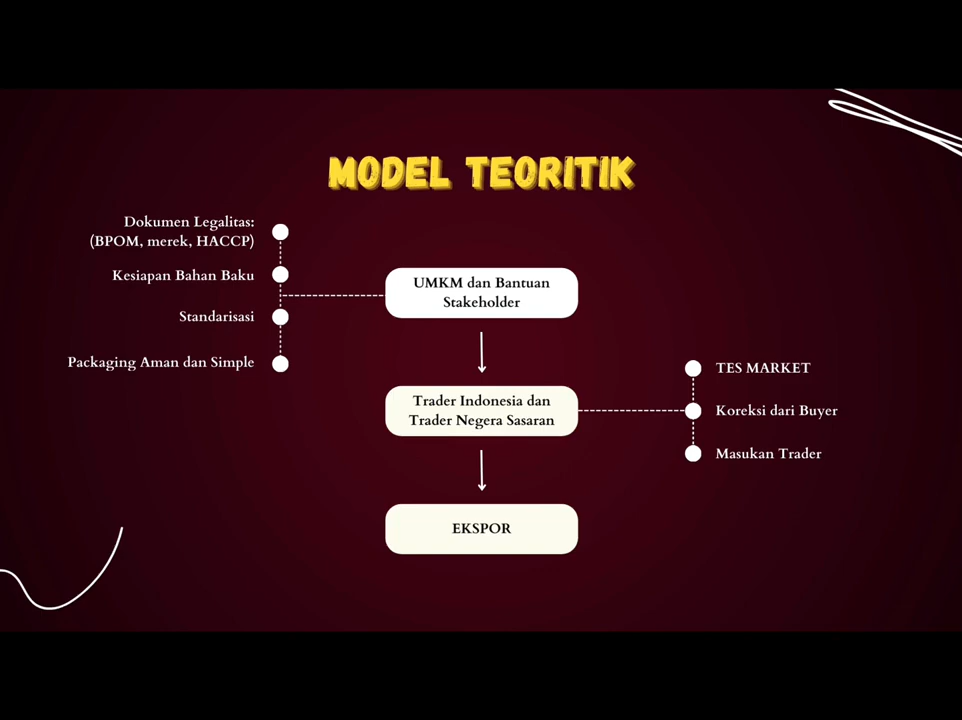 MODEL TEORITIK
Dokumen Legalitas:
(BPOM, merek, HACCP)
Kesiapan Bahan Baku
Standarisasi
Packaging Aman dan Simple
UMKM dan Bantuan
Stakeholder
Trader Indonesia dan
Trader Negera Sasaran
TES MARKET
Koreksi dari Buyer
Masukan Trader
EKSPOR